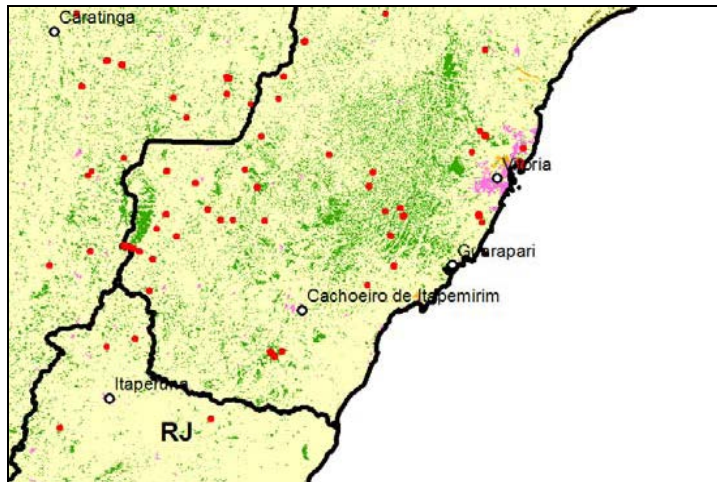 Caratinga
Vitória
Guarapari
Cachoeiro de Itapemirim
Itaperuna
RJ